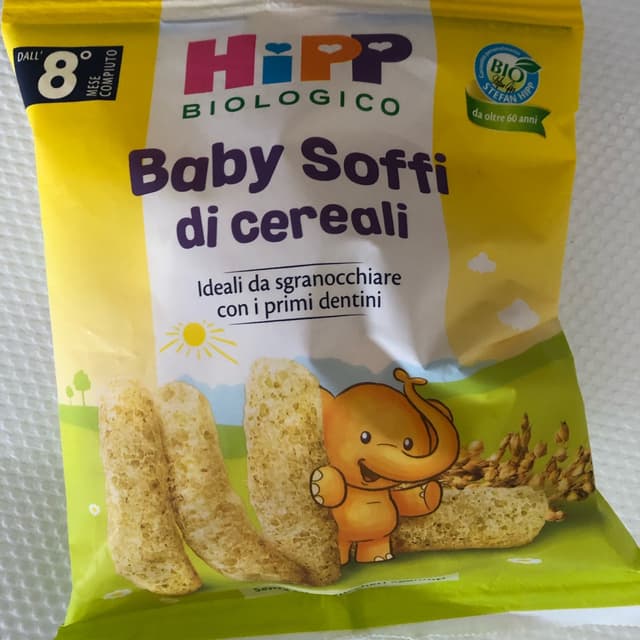 DALL'
8°
MESE
COMPIUTO
HiPP
BIOLOGICO
BIO
STEFAN HIPP
da oltre 60 anni
Baby Soffi
di cereali
Ideali da sgranocchiare
con i primi dentini